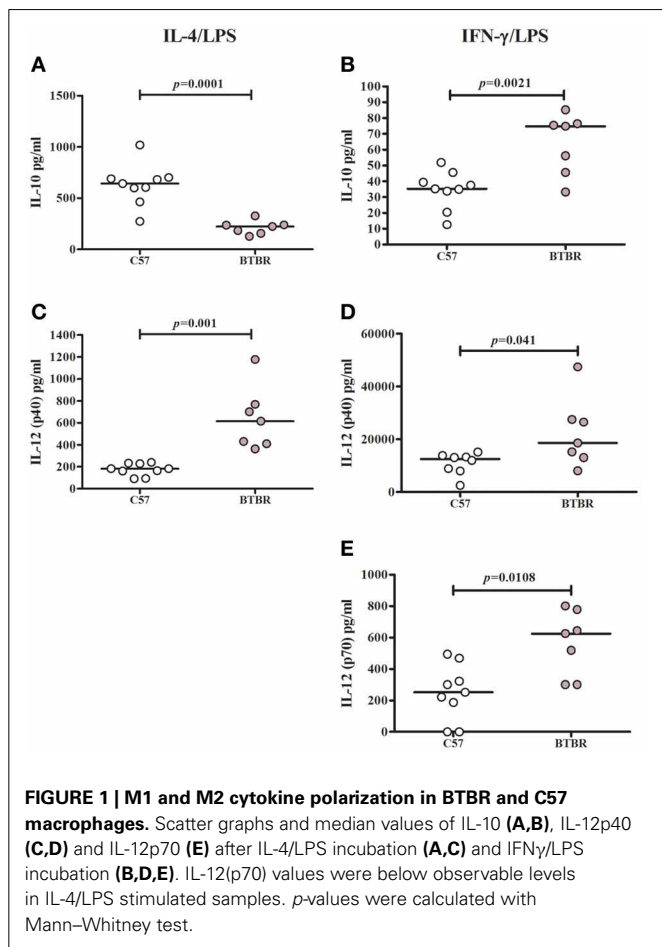 IL-4/LPS
IFN-γ/LPS
A
p=0.0001
1500
1000
500
0
IL-10 pg/ml
C57
BTBR
B
p=0.0021
100
90
80
70
60
50
40
30
20
10
0
IL-10 pg/ml
C57
BTBR
C
p=0.001
1400
1200
1000
800
600
400
200
0
IL-12 (p40) pg/ml
C57
BTBR
D
p=0.041
60000
40000
20000
0
IL-12 (p40) pg/ml
C57
BTBR
E
p=0.0108
1000
800
600
400
200
0
IL-12 (p70) pg/ml
C57
BTBR
FIGURE 1 | M1 and M2 cytokine polarization in BTBR and C57
macrophages. Scatter graphs and median values of IL-10 (A,B), IL-12p40
(C,D) and IL-12p70 (E) after IL-4/LPS incubation (A,C) and IFNγ/LPS
incubation (B,D,E). IL-12(p70) values were below observable levels
in IL-4/LPS stimulated samples. p-values were calculated with
Mann–Whitney test.